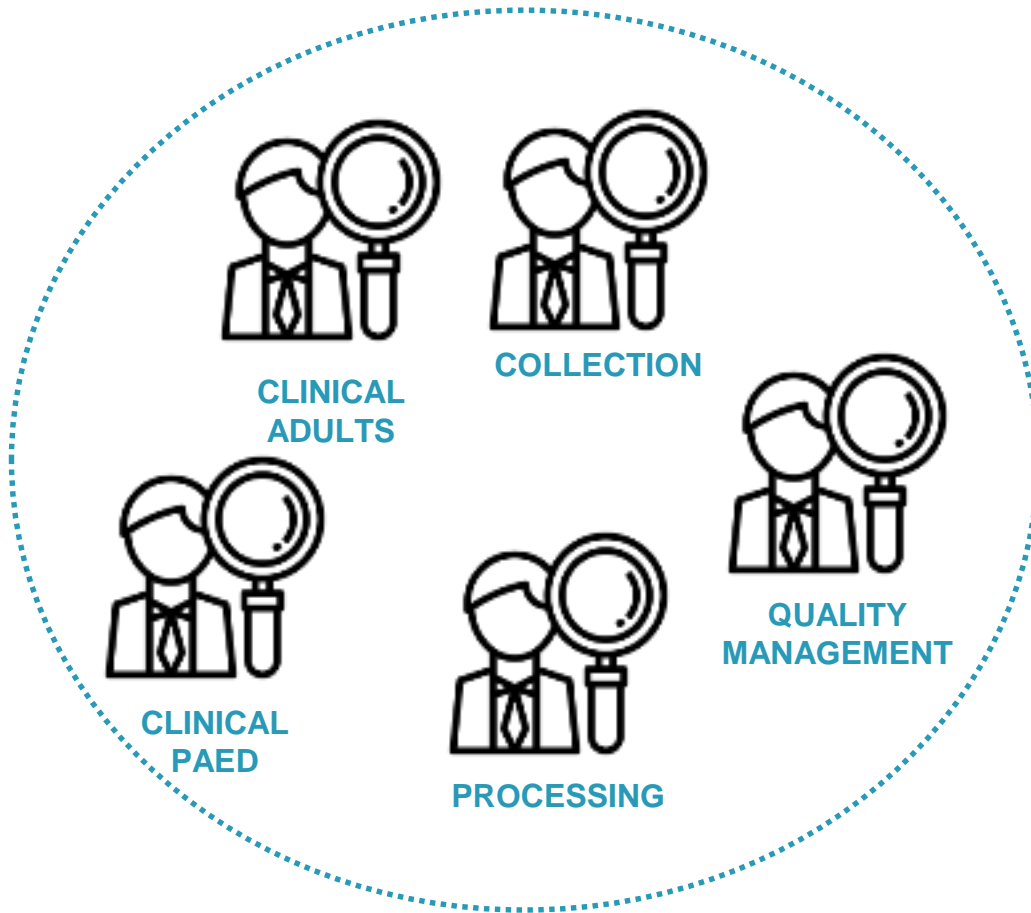 CLINICAL
ADULTS
COLLECTION
QUALITY
MANAGEMENT
CLINICAL
PAED
PROCESSING